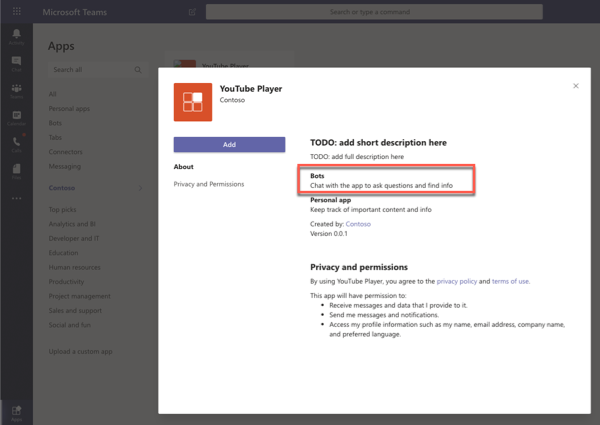 Microsoft Teams
Search or type a command
Activity
Chat
Teams
Calendar
Calls
Files
Apps
Apps
Search all
All
Personal apps
Bots
Tabs
Connectors
Messaging
Contoso
Top picks
Analytics and BI
Developer and IT
Education
Human resources
Productivity
Project management
Sales and support
Social and fun
Upload a custom app
YouTube Player
YouTube Player
Contoso
Add
About
Privacy and Permissions
TODO: add short description here
TODO: add full description here
Bots
Chat with the app to ask questions and find info
Personal app
Keep track of important content and info
Created by: Contoso
Version 0.0.1
Privacy and permissions
By using YouTube Player, you agree to the privacy policy and terms of use.
This app will have permission to:
• Receive messages and data that I provide to it.
• Send me messages and notifications.
• Access my profile information such as my name, email address, company name,
and preferred language.